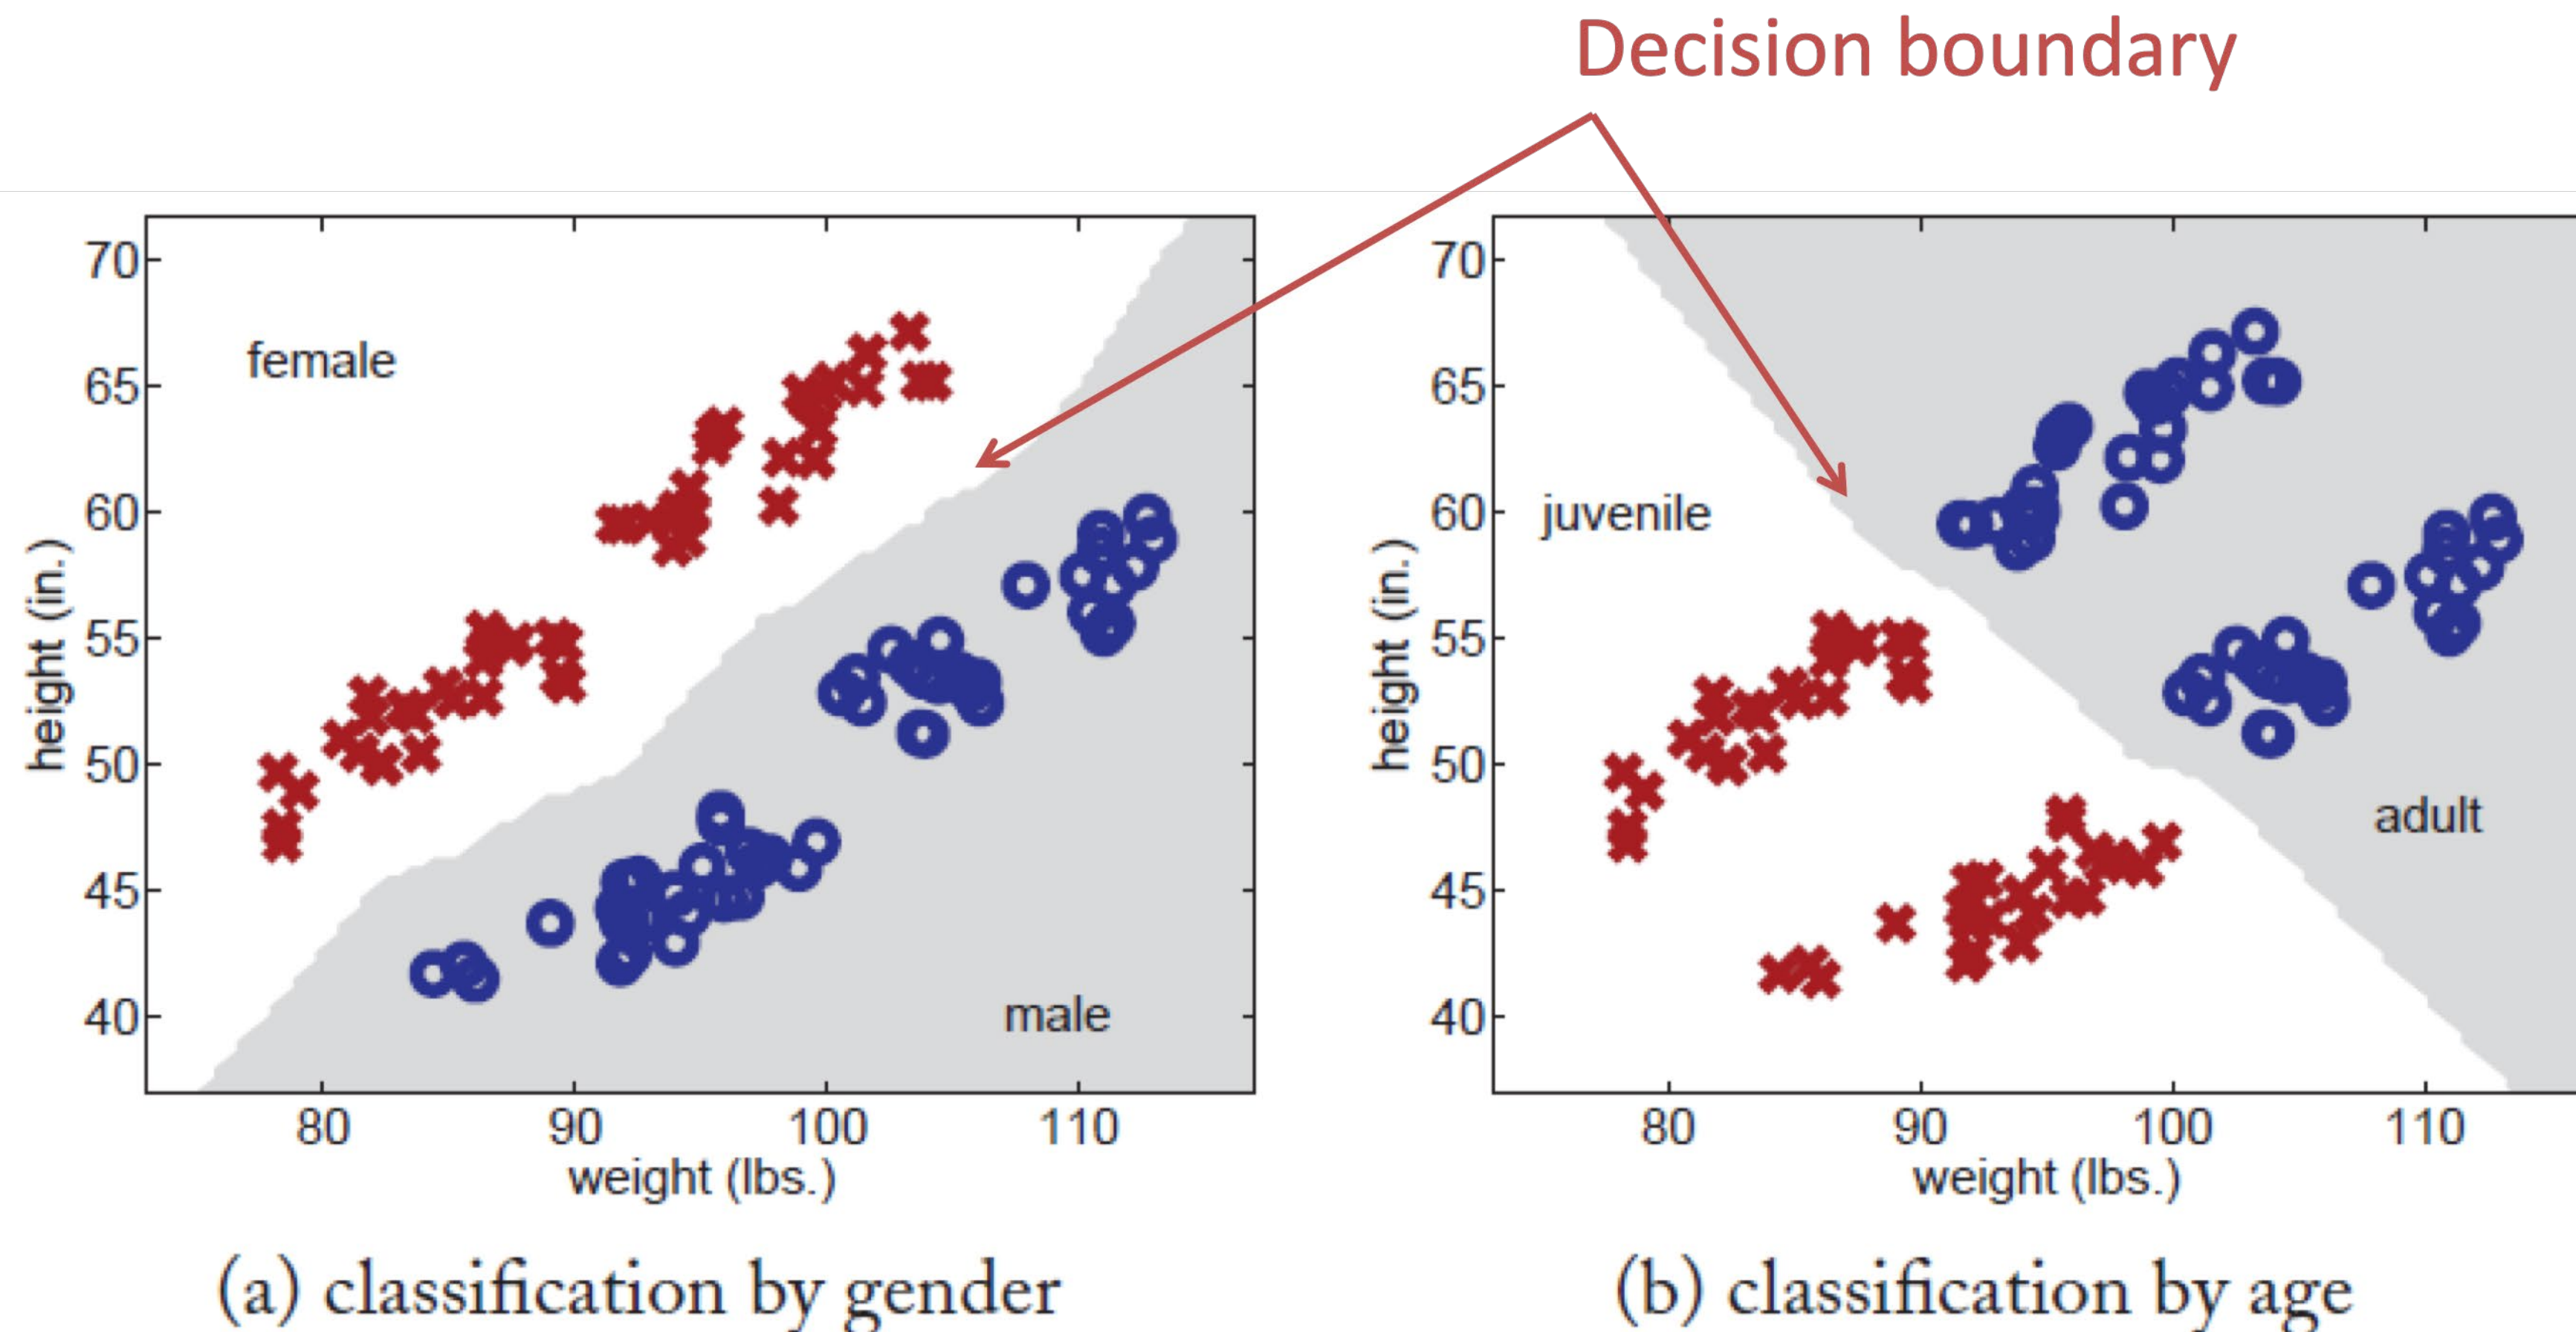 Decision boundary
70
65
60
55
50
45
40
height (in.)
female
male
80 90 100 110
weight (lbs.)
(a) classification by gender
70
65
60
55
50
45
40
height (in.)
juvenile
adult
80 90 100 110
weight (lbs.)
(b) classification by age